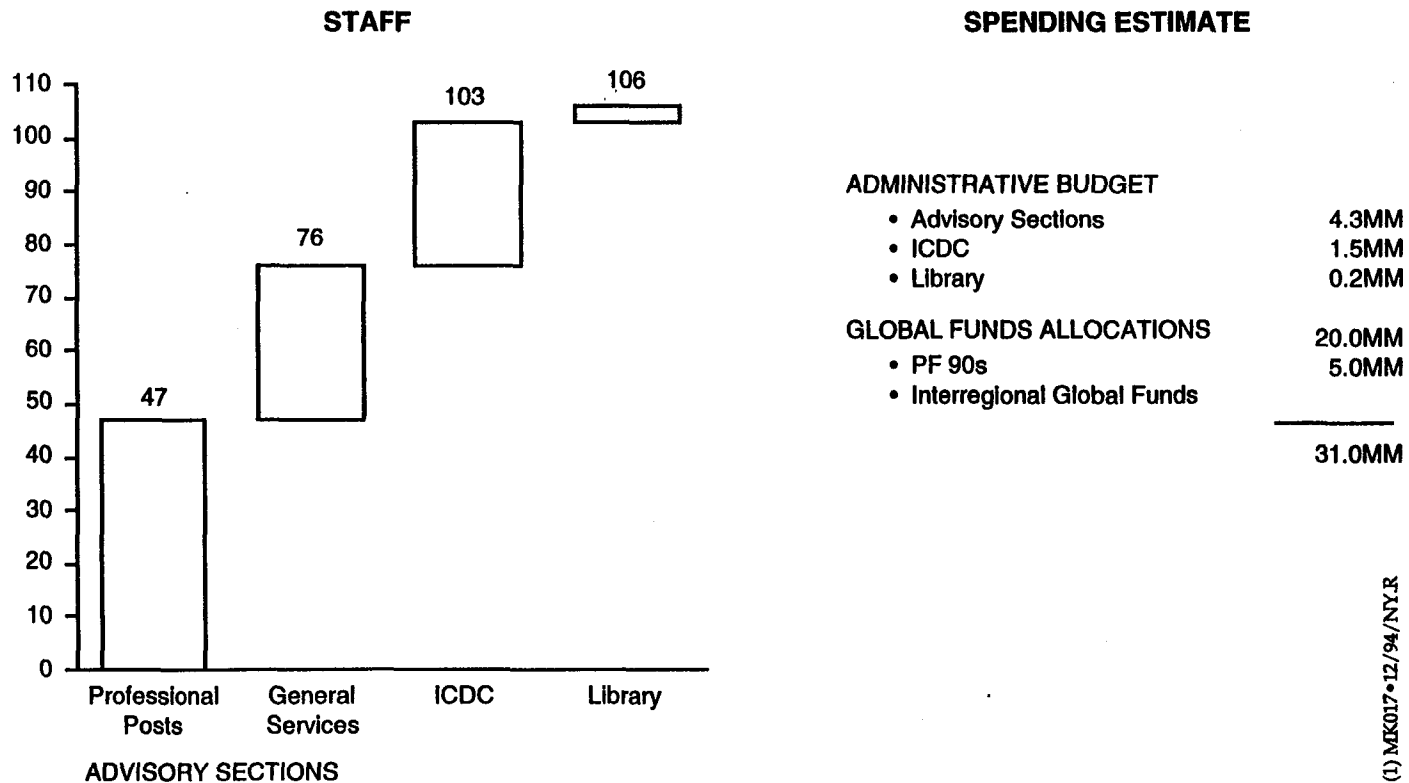 STAFF
110
100
90
80
70
60
50
40
30
20
10
0
47
76
103
106
Professional
Posts
General
Services
ICDC
Library
ADVISORY SECTIONS
SPENDING ESTIMATE
ADMINISTRATIVE BUDGET
• Advisory Sections 4.3MM
• ICDC 1.5MM
• Library 0.2MM
GLOBAL FUNDS ALLOCATIONS 20.0MM
• PF 90s 5.0MM
• Interregional Global Funds
31.0MM
(1) MK017•12/94/NY.R